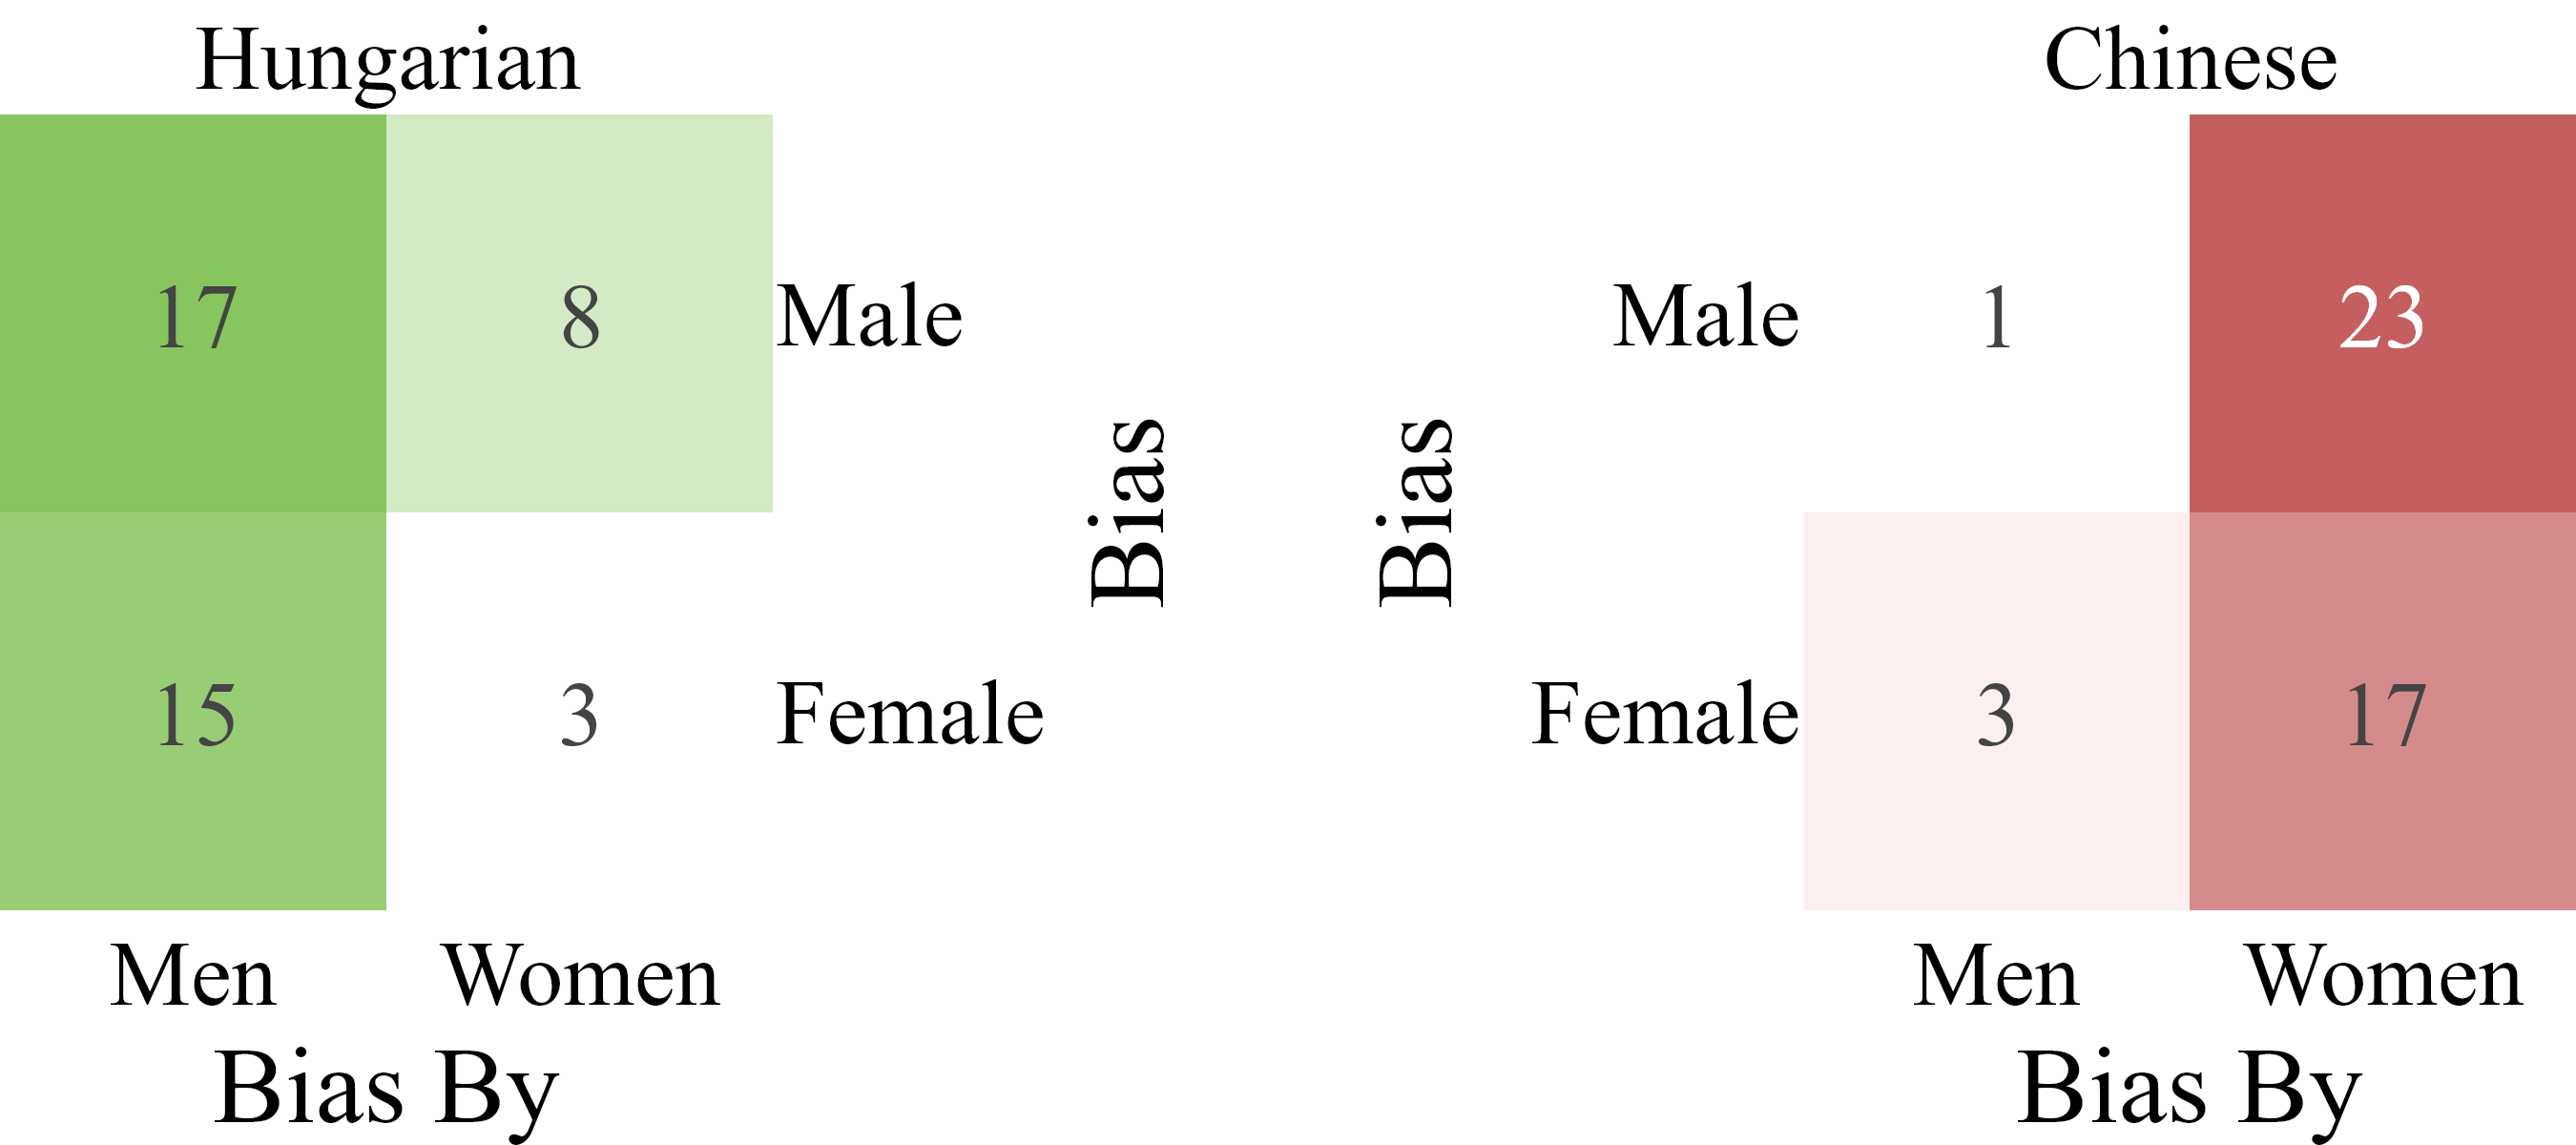 Hungarian
17 8 Male
15 3 Female
Bias
Men Women
Bias By
Chinese
Bias
Male 1 23
Female 3 17
Men Women
Bias By